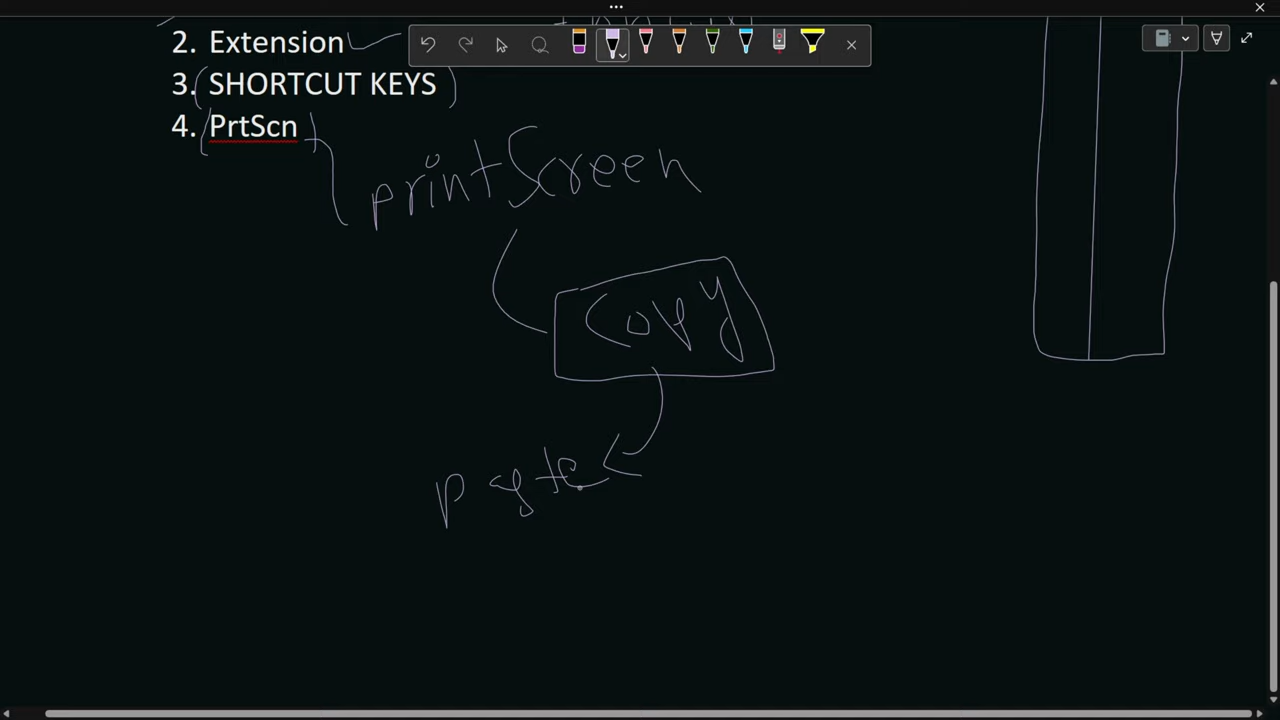 2. Extension
3. SHORTCUT KEYS
4. PrtScn
printScreen
Copy
paste